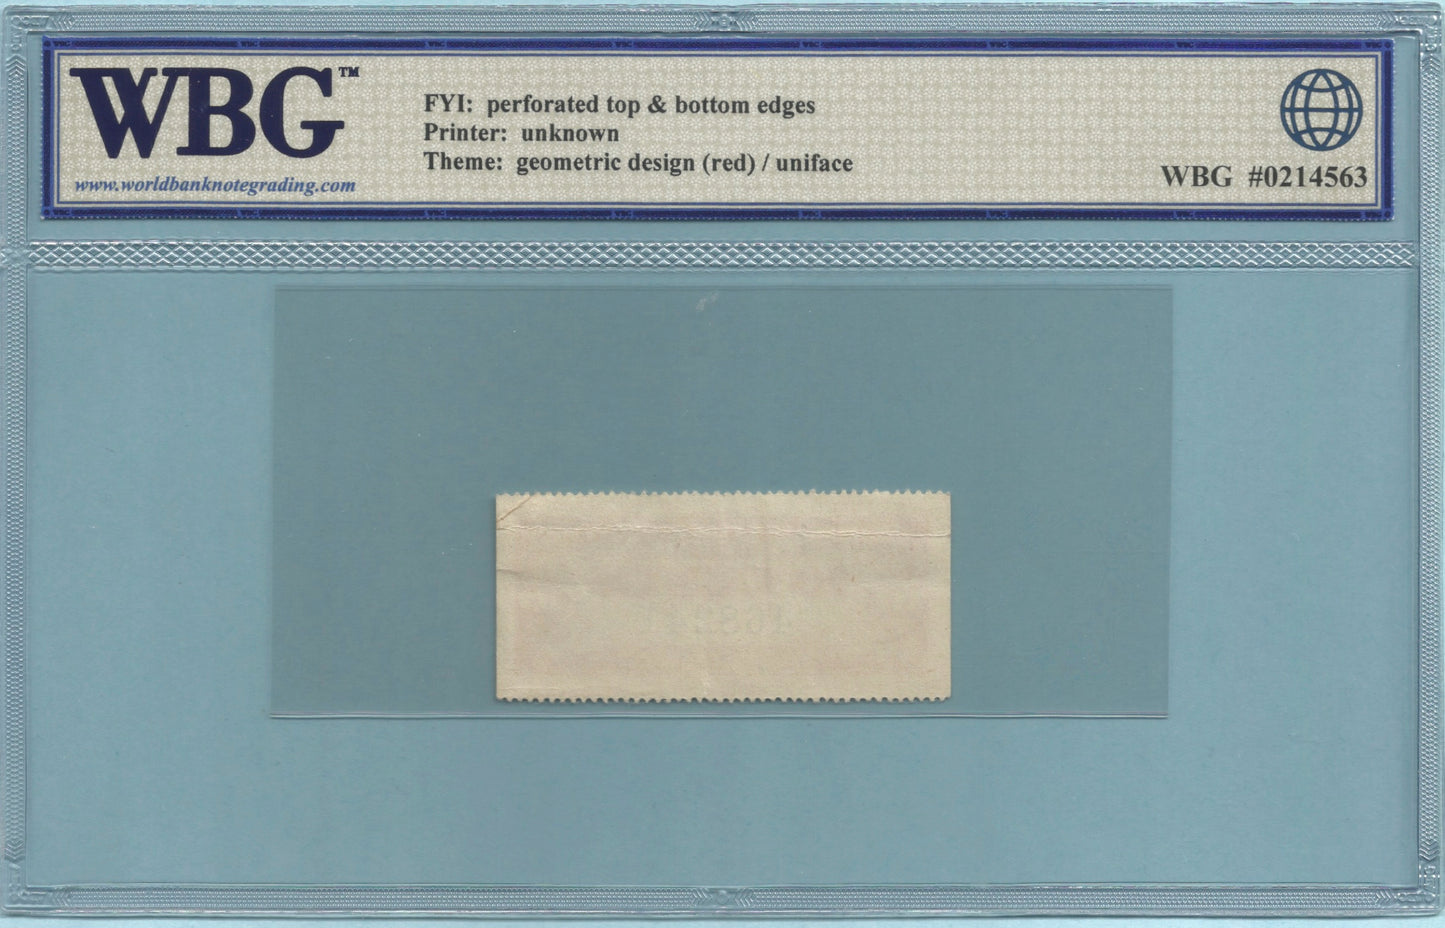 WBG™
www.worldbanknotegrading.com
FYI: perforated top & bottom edges
Printer: unknown
Theme: geometric design (red) / uniface
WBG #0214563